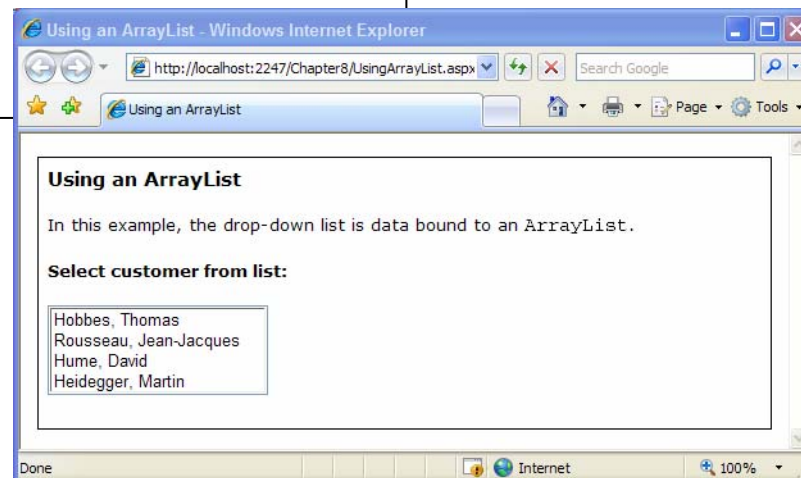 Using an ArrayList - Windows Internet Explorer
http://localhost:2247/Chapter8/UsingArrayList.aspx
Search Google
Using an ArrayList
Page
Tools
Using an ArrayList
In this example, the drop-down list is data bound to an ArrayList.
Select customer from list:
Hobbes, Thomas
Rousseau, Jean-Jacques
Hume, David
Heidegger, Martin
Done
Internet
100%